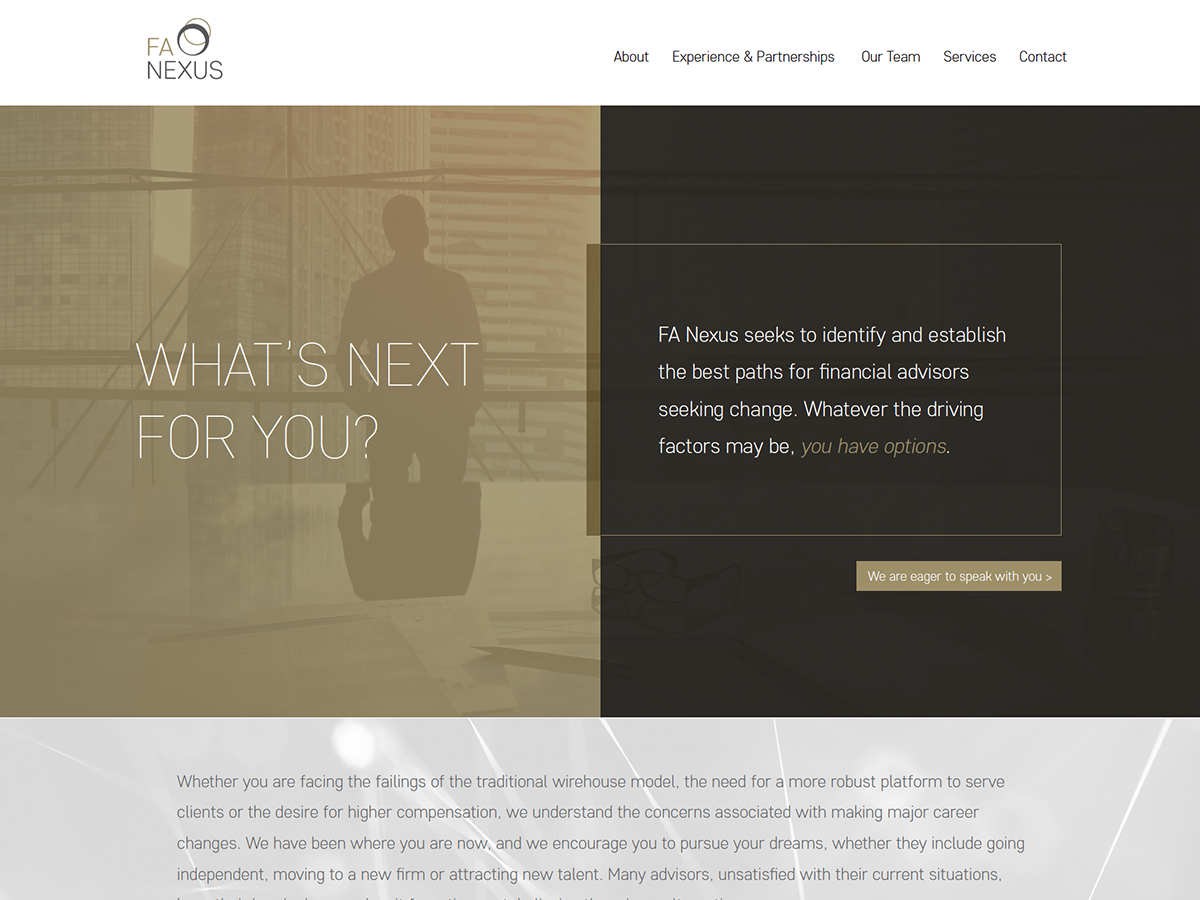 FA
NEXUS
About Experience & Partnerships Our Team Services Contact
WHAT'S NEXT
FOR YOU?
FA Nexus seeks to identify and establish
the best paths for financial advisors
seeking change. Whatever the driving
factors may be, you have options.
We are eager to speak with you >
Whether you are facing the failings of the traditional wirehouse model, the need for a more robust platform to serve
clients or the desire for higher compensation, we understand the concerns associated with making major career
changes. We have been where you are now, and we encourage you to pursue your dreams, whether they include going
independent, moving to a new firm or attracting new talent. Many advisors, unsatisfied with their current situations,